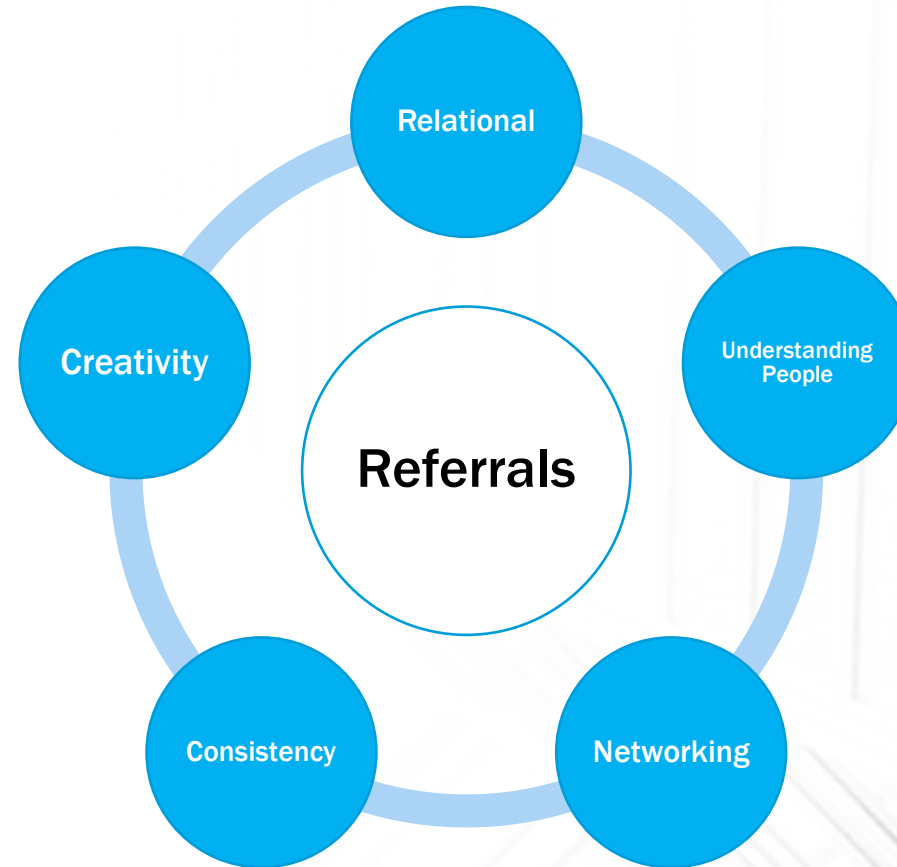 Relational
Understanding
People
Networking
Consistency
Creativity
Referrals